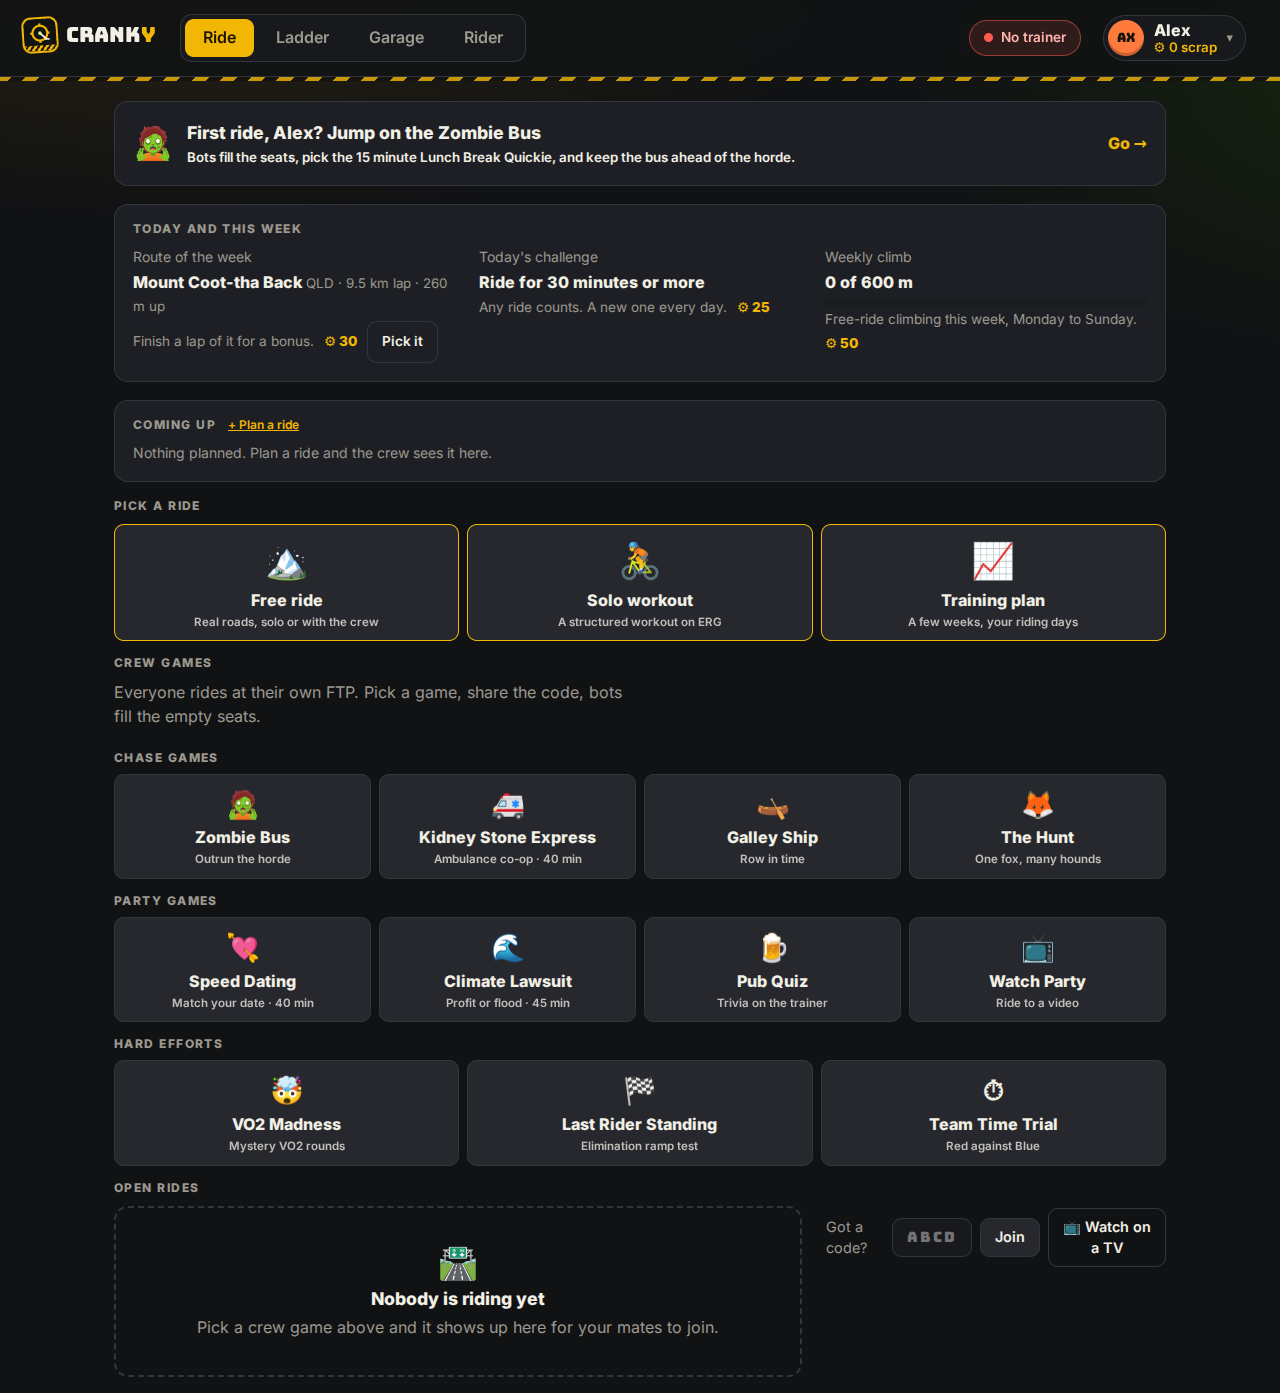 CRANKY
Ride
Ladder
Garage
Rider
No trainer
AX
Alex
0 scrap
First ride, Alex? Jump on the Zombie Bus
Bots fill the seats, pick the 15 minute Lunch Break Quickie, and keep the bus ahead of the horde.
Go →
TODAY AND THIS WEEK
Route of the week
Mount Coot-tha Back QLD · 9.5 km lap · 260
m up
Finish a lap of it for a bonus. 30 Pick it
Today's challenge
Ride for 30 minutes or more
Any ride counts. A new one every day. 25
Weekly climb
0 of 600 m
Free-ride climbing this week, Monday to Sunday.
50
COMING UP + Plan a ride
Nothing planned. Plan a ride and the crew sees it here.
PICK A RIDE
Free ride
Real roads, solo or with the crew
Solo workout
A structured workout on ERG
Training plan
A few weeks, your riding days
CREW GAMES
Everyone rides at their own FTP. Pick a game, share the code, bots
fill the empty seats.
CHASE GAMES
Zombie Bus
Outrun the horde
Kidney Stone Express
Ambulance co-op · 40 min
Galley Ship
Row in time
The Hunt
One fox, many hounds
PARTY GAMES
Speed Dating
Match your date · 40 min
Climate Lawsuit
Profit or flood · 45 min
Pub Quiz
Trivia on the trainer
Watch Party
Ride to a video
HARD EFFORTS
VO2 Madness
Mystery VO2 rounds
Last Rider Standing
Elimination ramp test
Team Time Trial
Red against Blue
OPEN RIDES
Nobody is riding yet
Pick a crew game above and it shows up here for your mates to join.
Got a
code?
ABCD
Join
Watch on
a TV